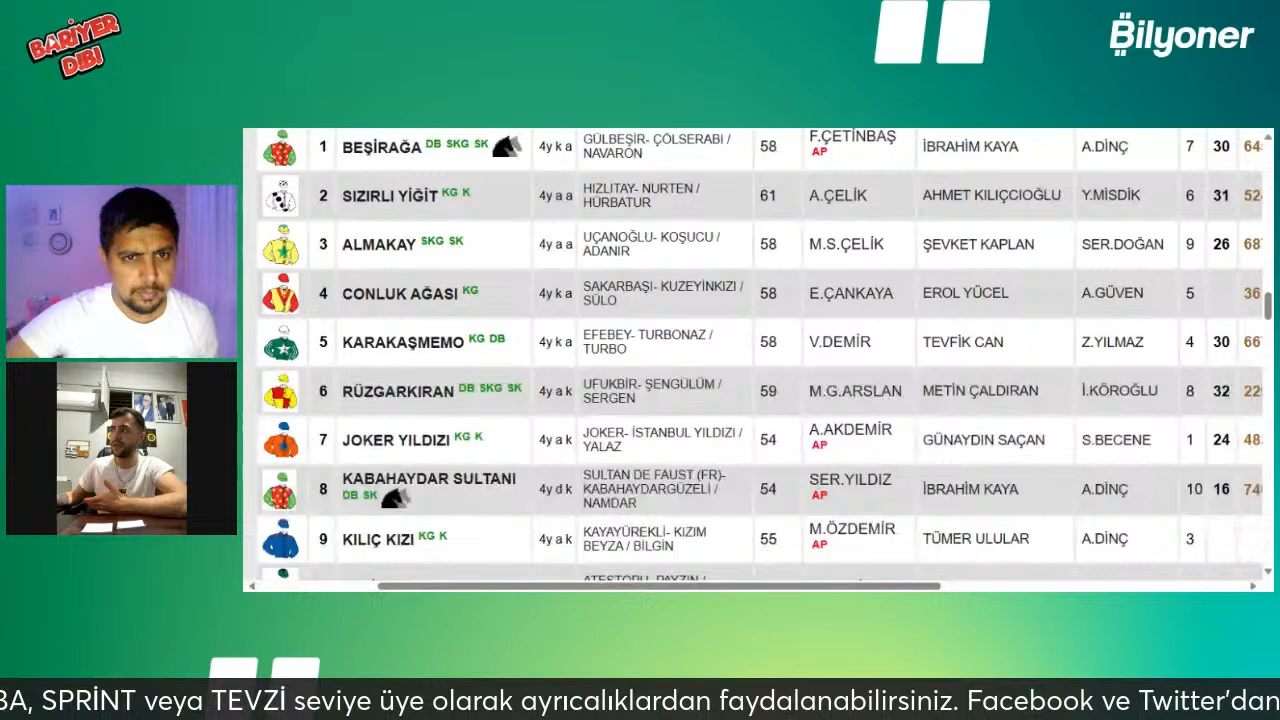 BARİYER
DİBİ
Bilyoner
1 BEŞİRAĞA DB SKG SK 4y k a GÜLBEŞİR- ÇÖLSERABİ / NAVARON 58 F.ÇETİNBAŞ AP İBRAHİM KAYA A.DİNÇ 7 30 64
2 SIZIRLI YİĞİT KG K 4y a a HIZLITAY- NURTEN / HÜRBATUR 61 A.ÇELİK AHMET KILIÇCIOĞLU Y.MİSDİK 6 31 52
3 ALMAKAY SKG SK 4y a a UÇANOĞLU- KOŞUCU / ADANIR 58 M.S.ÇELİK ŞEVKET KAPLAN SER.DOĞAN 9 26 68
4 CONLUK AĞASI KG 4y k a SAKARBAŞI- KUZEYİNKIZI / SÜLO 58 E.ÇANKAYA EROL YÜCEL A.GÜVEN 5 36
5 KARAKAŞMEMO KG DB 4y k a EFEBEY- TURBONAZ / TURBO 58 V.DEMİR TEVFİK CAN Z.YILMAZ 4 30 66
6 RÜZGARKIRAN DB SKG SK 4y a k UFUKBİR- ŞENGÜLÜM / SERGEN 59 M.G.ARSLAN METİN ÇALDIRAN İ.KÖROĞLU 8 32 22
7 JOKER YILDIZI KG K 4y a k JOKER- İSTANBUL YILDIZI / YALAZ 54 A.AKDEMİR AP GÜNAYDIN SAÇAN S.BECENE 1 24 48
8 KABAHAYDAR SULTANI DB SK 4y d k SULTAN DE FAUST (FR)- KABAHAYDARGÜZELİ / NAMDAR 54 SER.YILDIZ AP İBRAHİM KAYA A.DİNÇ 10 16 74
9 KILIÇ KIZI KG K 4y a k KAYAYÜREKLİ- KIZIM BEYZA / BİLGİN 55 M.ÖZDEMİR AP TÜMER ULULAR A.DİNÇ 3
BA, SPRİNT veya TEVZİ seviye üye olarak ayrıcalıklardan faydalanabilirsiniz. Facebook ve Twitter'dan